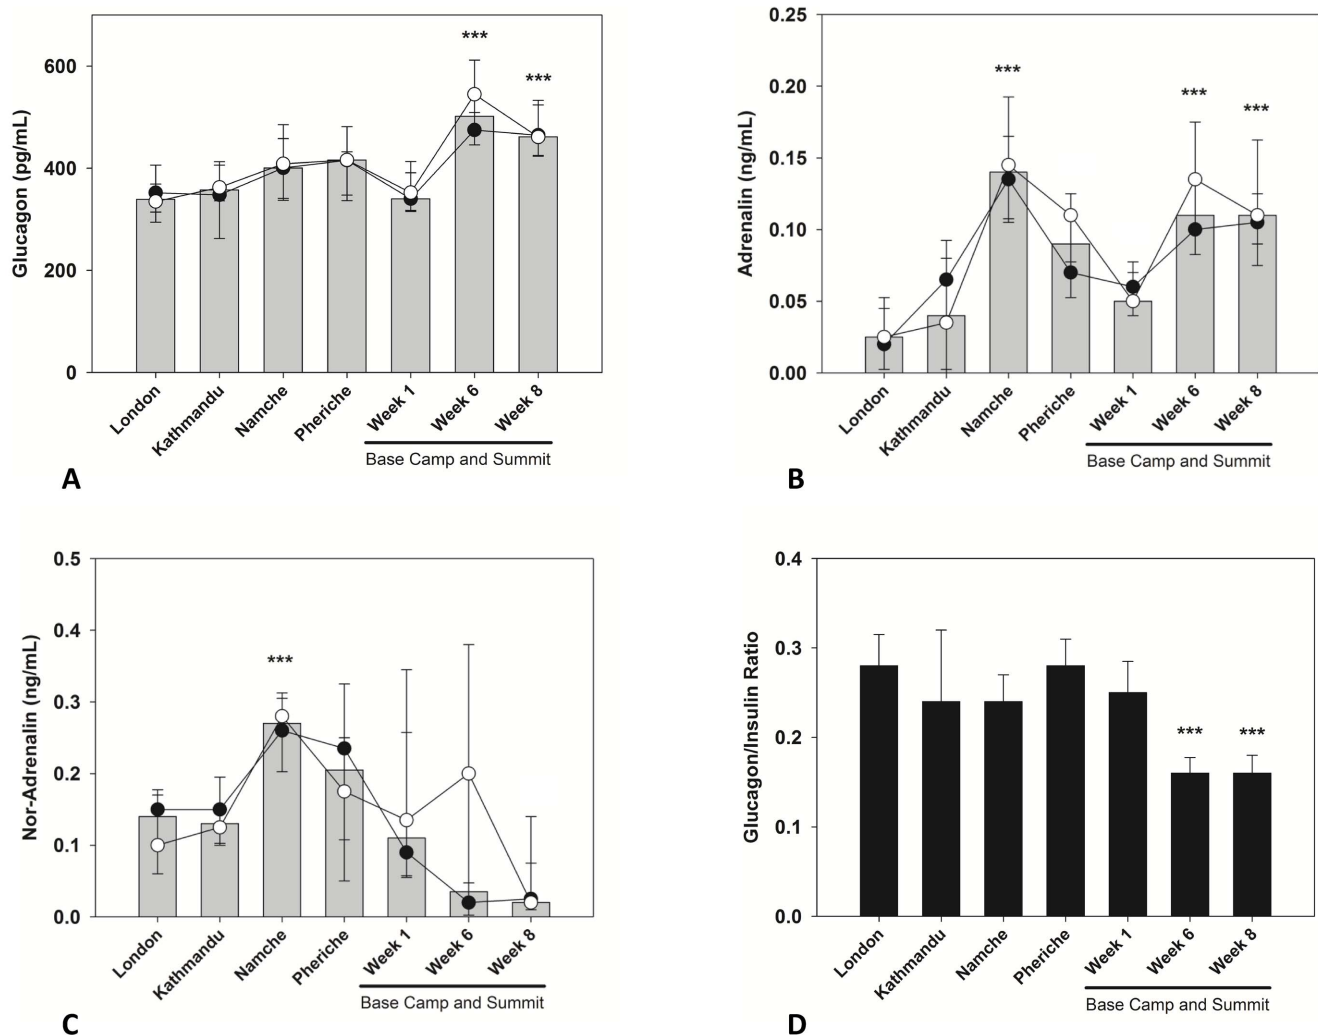 Glucagon (pg/mL)
600
400
200
0
***
***
London
Kathmandu
Namche
Pheriche
Week 1
Week 6
Week 8
Base Camp and Summit
A
Adrenalin (ng/mL)
0.25
0.20
0.15
0.10
0.05
0.00
***
***
***
London
Kathmandu
Namche
Pheriche
Week 1
Week 6
Week 8
Base Camp and Summit
B
Nor-Adrenalin (ng/mL)
0.5
0.4
0.3
0.2
0.1
0.0
***
London
Kathmandu
Namche
Pheriche
Week 1
Week 6
Week 8
Base Camp and Summit
C
Glucagon/Insulin Ratio
0.4
0.3
0.2
0.1
0.0
***
***
London
Kathmandu
Namche
Pheriche
Week 1
Week 6
Week 8
Base Camp and Summit
D